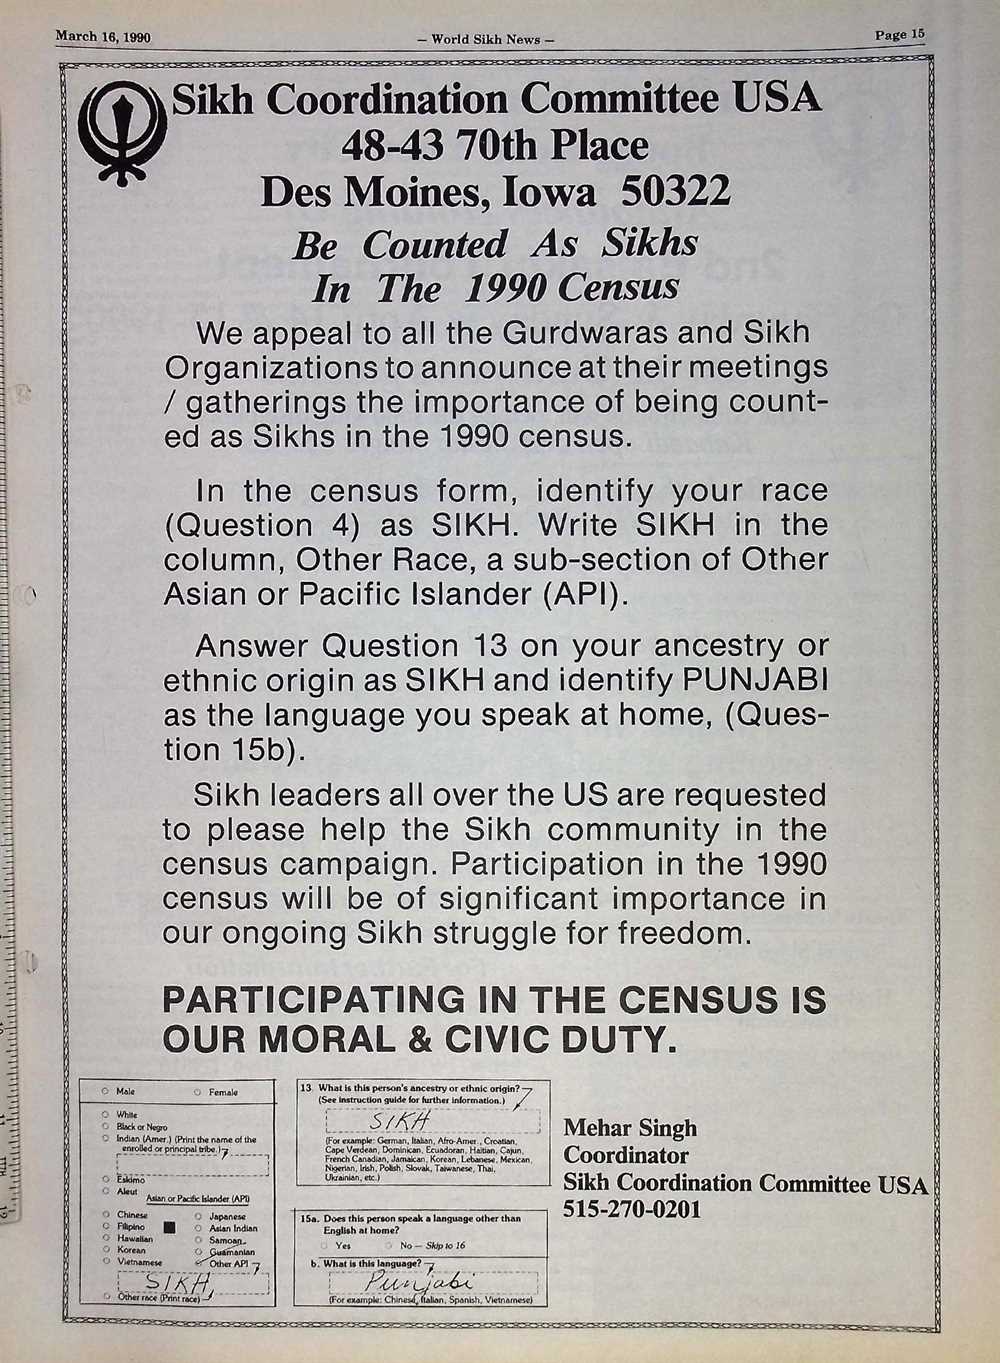 March 16, 1990
– World Sikh News –
Page 15
Sikh Coordination Committee USA
48-43 70th Place
Des Moines, Iowa 50322
Be Counted As Sikhs
In The 1990 Census
We appeal to all the Gurdwaras and Sikh
Organizations to announce at their meetings
/ gatherings the importance of being count-
ed as Sikhs in the 1990 census.
In the census form, identify your race
(Question 4) as SIKH. Write SIKH in the
column, Other Race, a sub-section of Other
Asian or Pacific Islander (API).
Answer Question 13 on your ancestry or
ethnic origin as SIKH and identify PUNJABI
as the language you speak at home, (Ques-
tion 15b).
Sikh leaders all over the US are requested
to please help the Sikh community in the
census campaign. Participation in the 1990
census will be of significant importance in
our ongoing Sikh struggle for freedom.
PARTICIPATING IN THE CENSUS IS
OUR MORAL & CIVIC DUTY.
Male Female
White
Black or Negro
Indian (Amer.) (Print the name of the
enrolled or principal tribe.)
Eskimo
Aleut
Asian or Pacific Islander (API)
Chinese Japanese
Filipino Asian Indian
Hawaiian Samoan
Korean Guamanian
Vietnamese Other API
SIKH
Other race (Print race)
13. What is this person's ancestry or ethnic origin?
(See instruction guide for further information.)
SIKH
(For example: German, Italian, Afro-Amer., Croatian,
Cape Verdean, Dominican, Ecuadoran, Haitian, Cajun,
French Canadian, Jamaican, Korean, Lebanese, Mexican,
Nigerian, Irish, Polish, Slovak, Taiwanese, Thai,
Ukrainian, etc.)
15a. Does this person speak a language other than
English at home?
Yes No — Skip to 16
b. What is this language?
Punjabi
(For example: Chinese, Italian, Spanish, Vietnamese)
Mehar Singh
Coordinator
Sikh Coordination Committee USA
515-270-0201